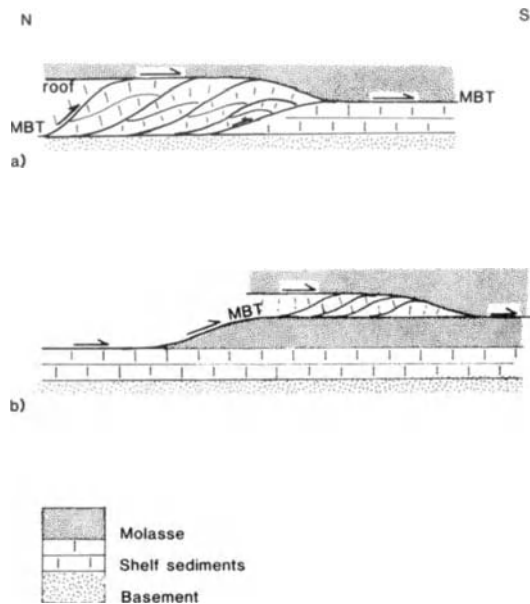 N S
roof
MBT MBT
a)
MBT
b)
Molasse
Shelf sediments
Basement